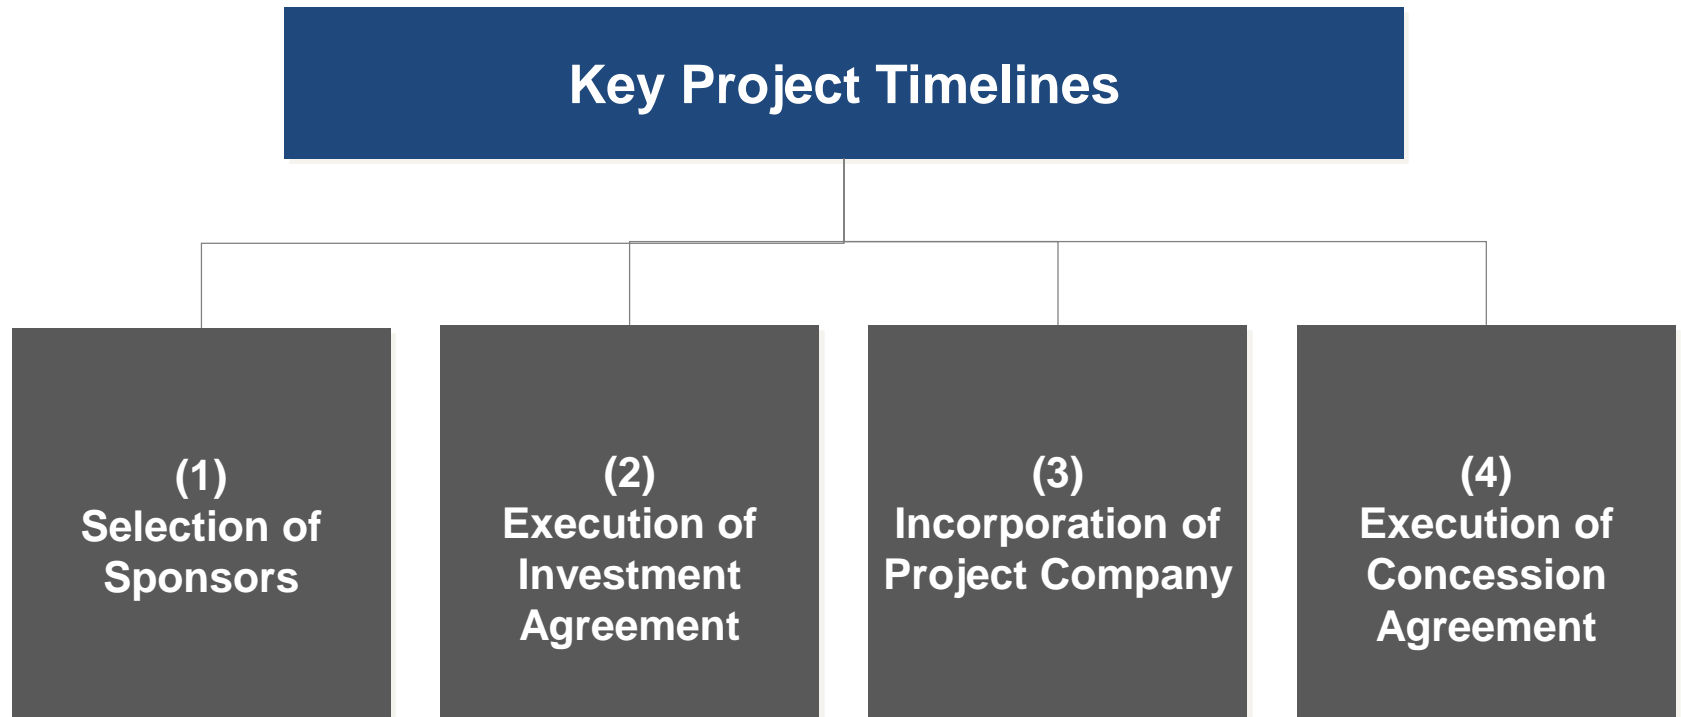 Key Project Timelines
(1)
Selection of
Sponsors
(2)
Execution of
Investment
Agreement
(3)
Incorporation of
Project Company
(4)
Execution of
Concession
Agreement